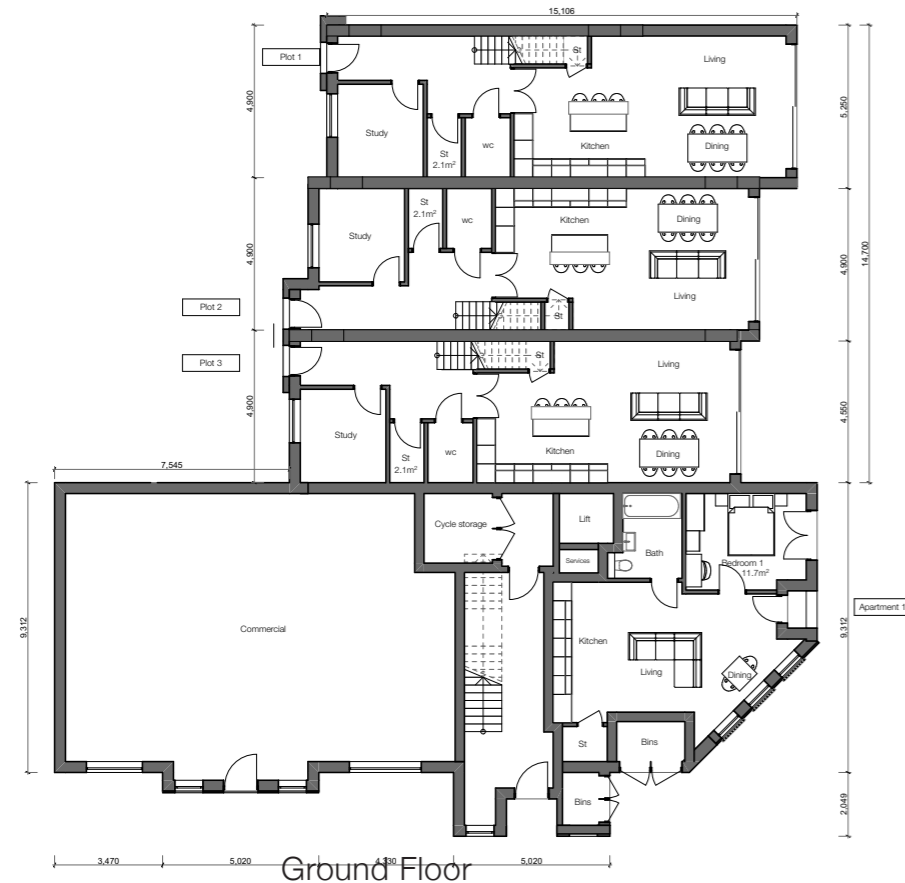 15,106
Plot 1
St
Living
4,900
5,250
Study
St
2.1m²
wc
Kitchen
Dining
St
2.1m²
wc
Kitchen
Dining
Study
4,900
4,900
14,700
Living
Plot 2
St
Plot 3
St
Living
4,900
4,550
Study
St
2.1m²
wc
Kitchen
Dining
7,545
Cycle storage
Lift
Bath
Services
Bedroom 1
11.7m²
Apartment 1
9,312
Commercial
9,312
Kitchen
Living
Dining
St
Bins
Bins
2,049
3,470
5,020
4,330
5,020
Ground Floor